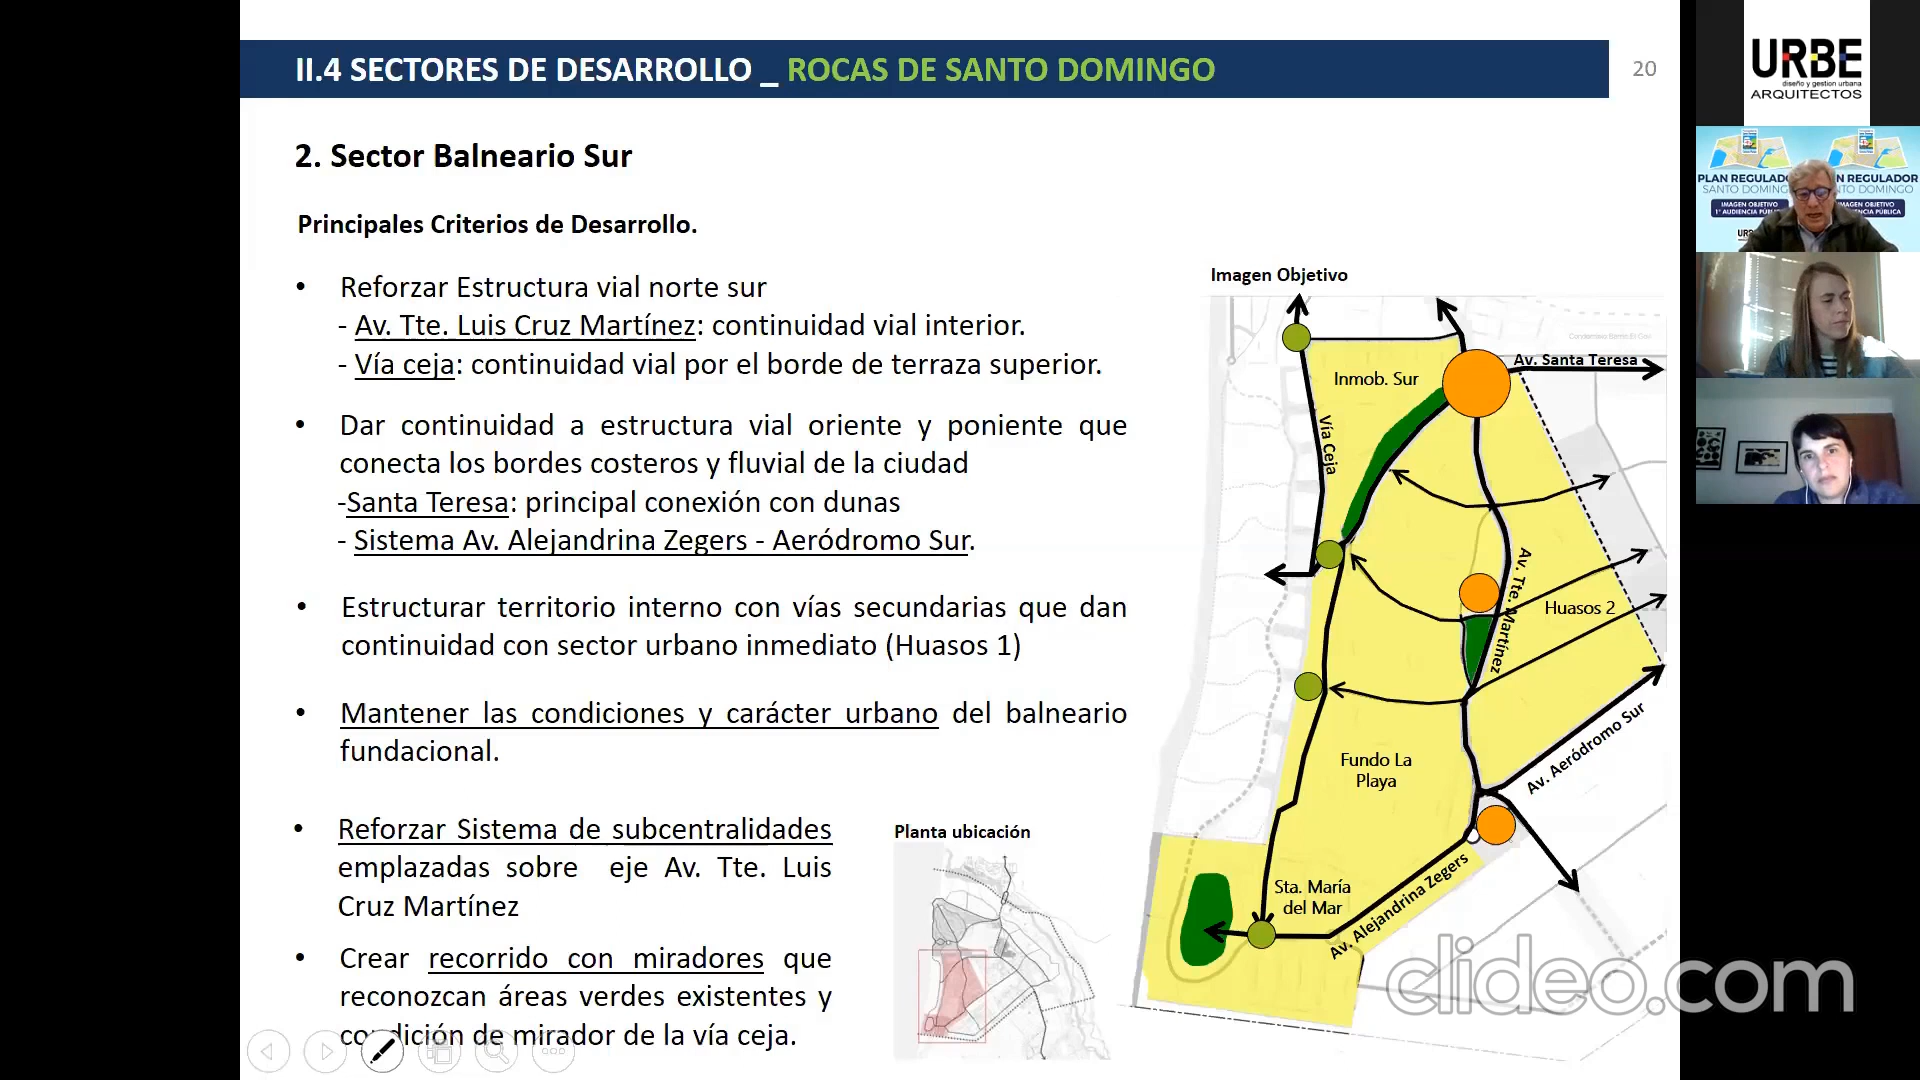 II.4 SECTORES DE DESARROLLO _ ROCAS DE SANTO DOMINGO
20
2. Sector Balneario Sur
Principales Criterios de Desarrollo.
• Reforzar Estructura vial norte sur
- Av. Tte. Luis Cruz Martínez: continuidad vial interior.
- Vía ceja: continuidad vial por el borde de terraza superior.
• Dar continuidad a estructura vial oriente y poniente que
conecta los bordes costeros y fluvial de la ciudad
-Santa Teresa: principal conexión con dunas
- Sistema Av. Alejandrina Zegers - Aeródromo Sur.
• Estructurar territorio interno con vías secundarias que dan
continuidad con sector urbano inmediato (Huasos 1)
• Mantener las condiciones y carácter urbano del balneario
fundacional.
• Reforzar Sistema de subcentralidades
emplazadas sobre eje Av. Tte. Luis
Cruz Martínez
• Crear recorrido con miradores que
reconozcan áreas verdes existentes y
condición de mirador de la vía ceja.
Planta ubicación
Imagen Objetivo
Av. Santa Teresa
Inmob. Sur
Vía Ceja
Av. Tte. Martínez
Huasos 2
Fundo La
Playa
Av. Aeródromo Sur
Sta. María
del Mar
Av. Alejandrina Zegers
clideo.com
URBE
diseño y gestion urbana
ARQUITECTOS
PLAN REGULADO
SANTO DOMING
IMAGEN OBJETIVO
N REGULADOR
NTO DOMINGO
IMAGEN OBJETIVO